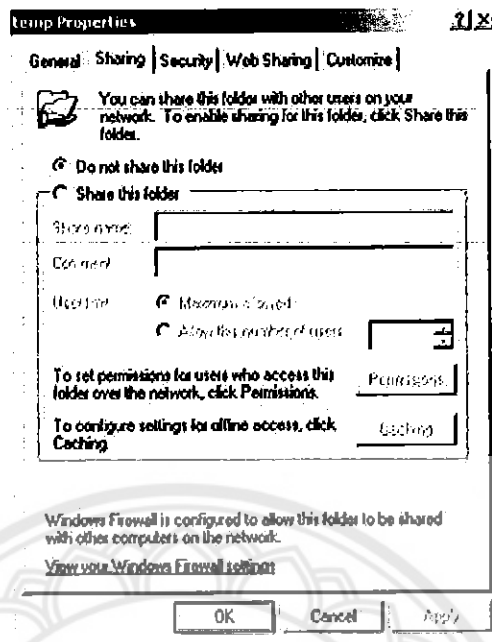 temp Properties
General Sharing Security Web Sharing Customize
You can share this folder with other users on your
network. To enable sharing for this folder, click Share this
folder.
Do not share this folder
Share this folder
Share name:
Comment:
User limit:
Maximum allowed
Allow this number of users:
To set permissions for users who access this
folder over the network, click Permissions.
Permissions
To configure settings for offline access, click
Caching.
Caching
Windows Firewall is configured to allow this folder to be shared
with other computers on the network.
View your Windows Firewall settings
OK Cancel Apply